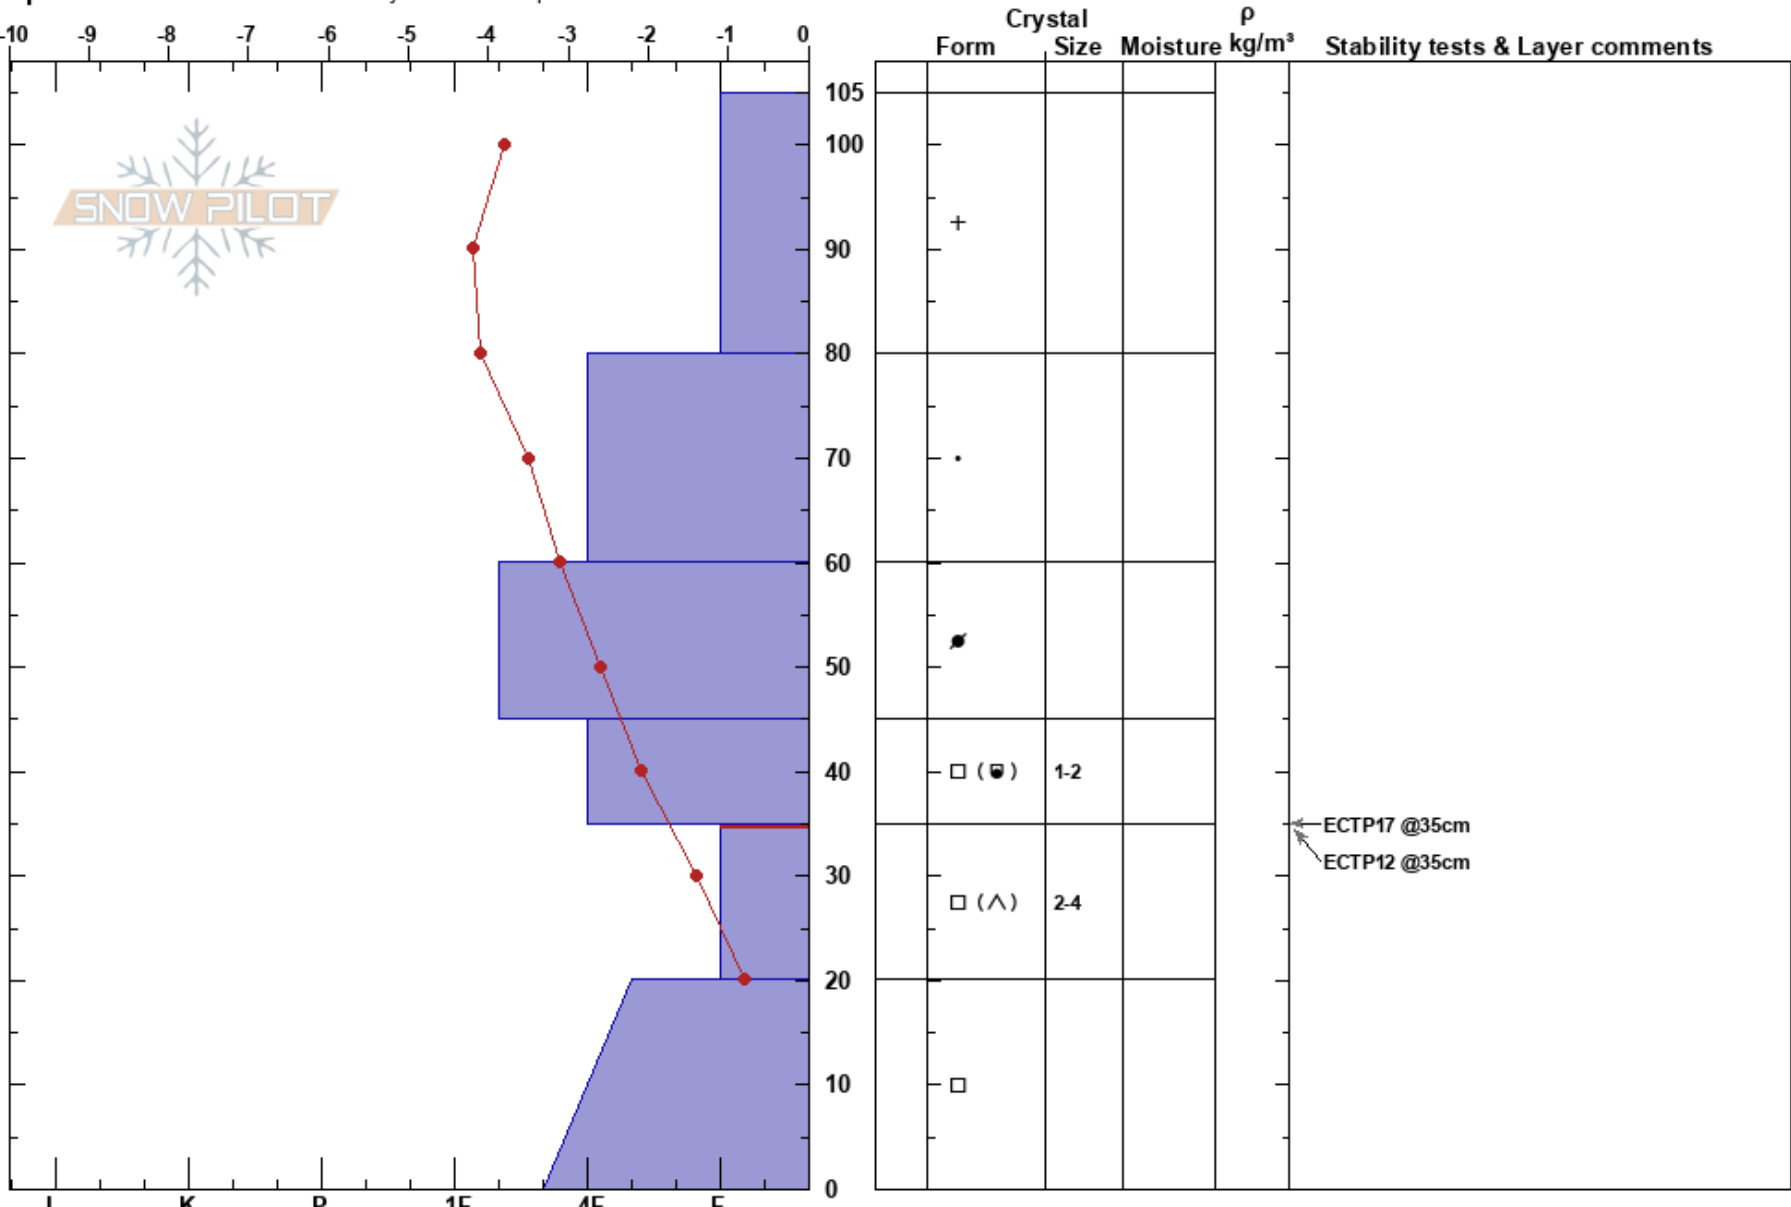 Crystal ρ
-10 -9 -8 -7 -6 -5 -4 -3 -2 -1 0 Form Size Moisture kg/m³ Stability tests & Layer comments
105
100
SNOW PILOT
+
90
80
70
60
50
40 1-2
ECTP17 @35cm
ECTP12 @35cm
30 2-4
20
10
0